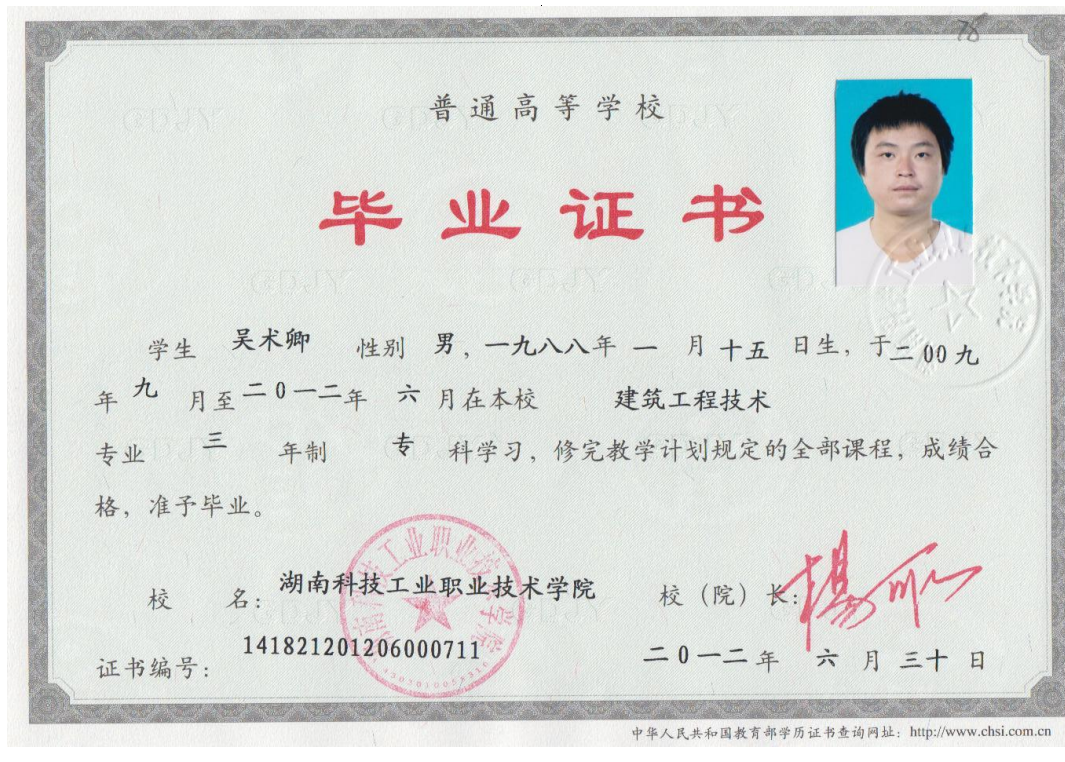 78
普通高等学校
毕业证书
学生 吴术卿 性别 男，一九八八年 一 月 十五 日生，于二00九
年 九 月至 二0一二年 六 月在本校 建筑工程技术
专业 三 年制 专 科学习，修完教学计划规定的全部课程，成绩合
格，准予毕业。
校 名：湖南科技工业职业技术学院 校（院）长：
证书编号：141821201206000711 二0一二年 六 月 三十 日
中华人民共和国教育部学历证书查询网址：http://www.chsi.com.cn